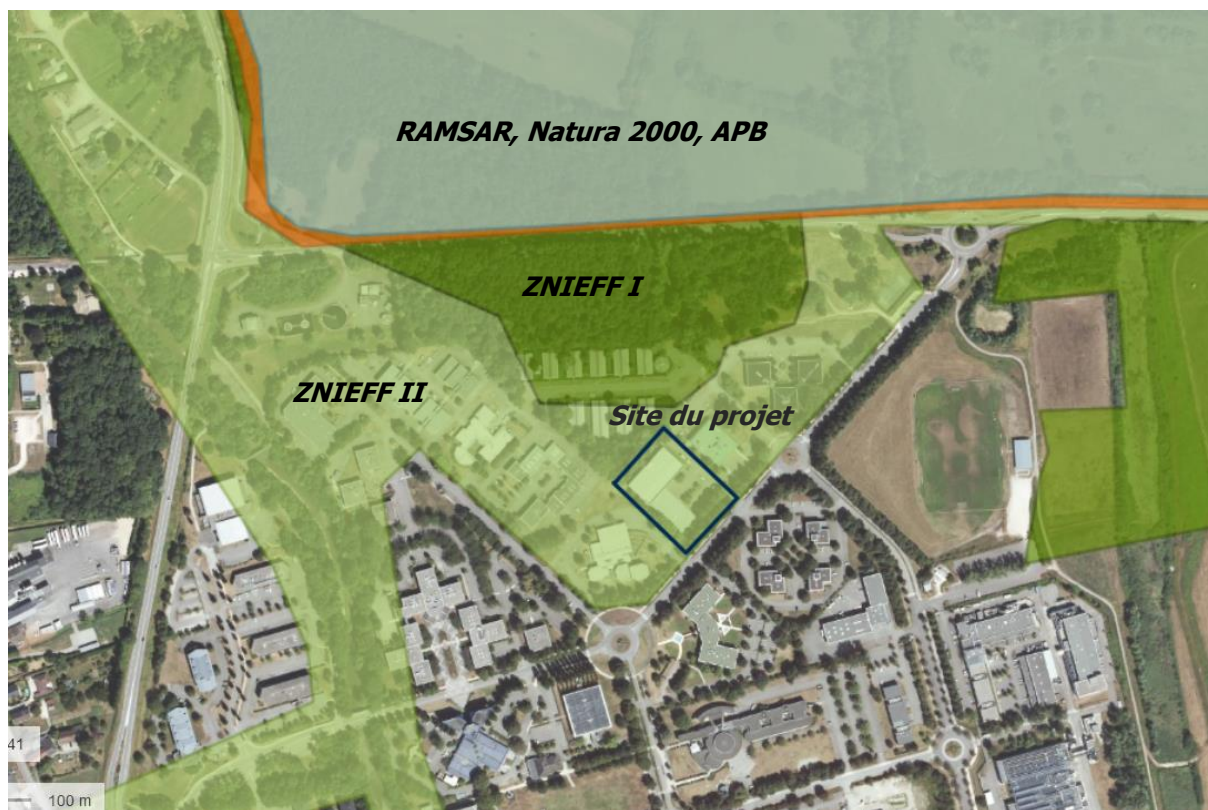 RAMSAR, Natura 2000, APB
ZNIEFF I
ZNIEFF II
Site du projet
41
100 m